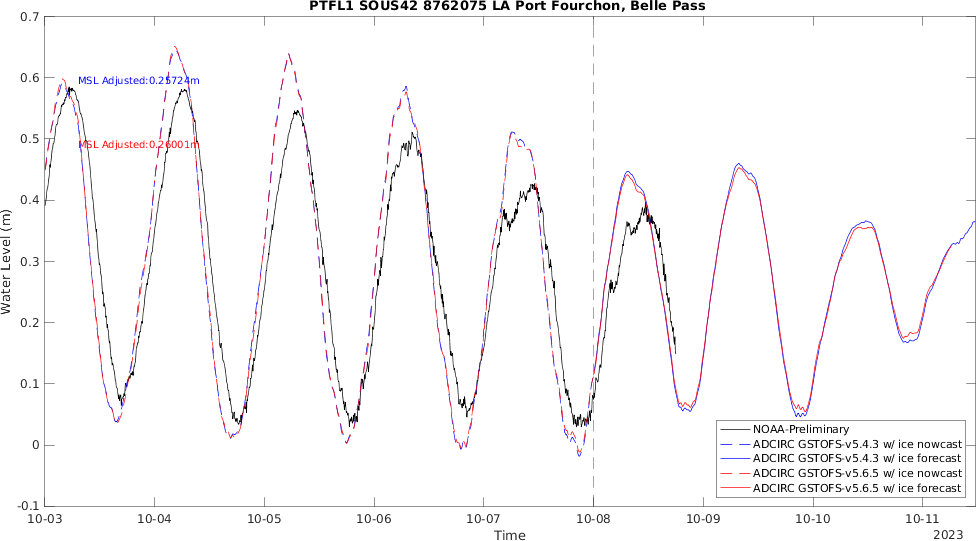 PTFL1 SOUS42 8762075 LA Port Fourchon, Belle Pass
0.7
0.6
0.5
0.4
0.3
0.2
0.1
0
-0.1
Water Level (m)
MSL Adjusted:0.25724m
MSL Adjusted:0.26001m
NOAA-Preliminary
ADCIRC GSTOFS-v5.4.3 w/ ice nowcast
ADCIRC GSTOFS-v5.4.3 w/ ice forecast
ADCIRC GSTOFS-v5.6.5 w/ ice nowcast
ADCIRC GSTOFS-v5.6.5 w/ ice forecast
10-03 10-04 10-05 10-06 10-07 10-08 10-09 10-10 10-11
Time
2023